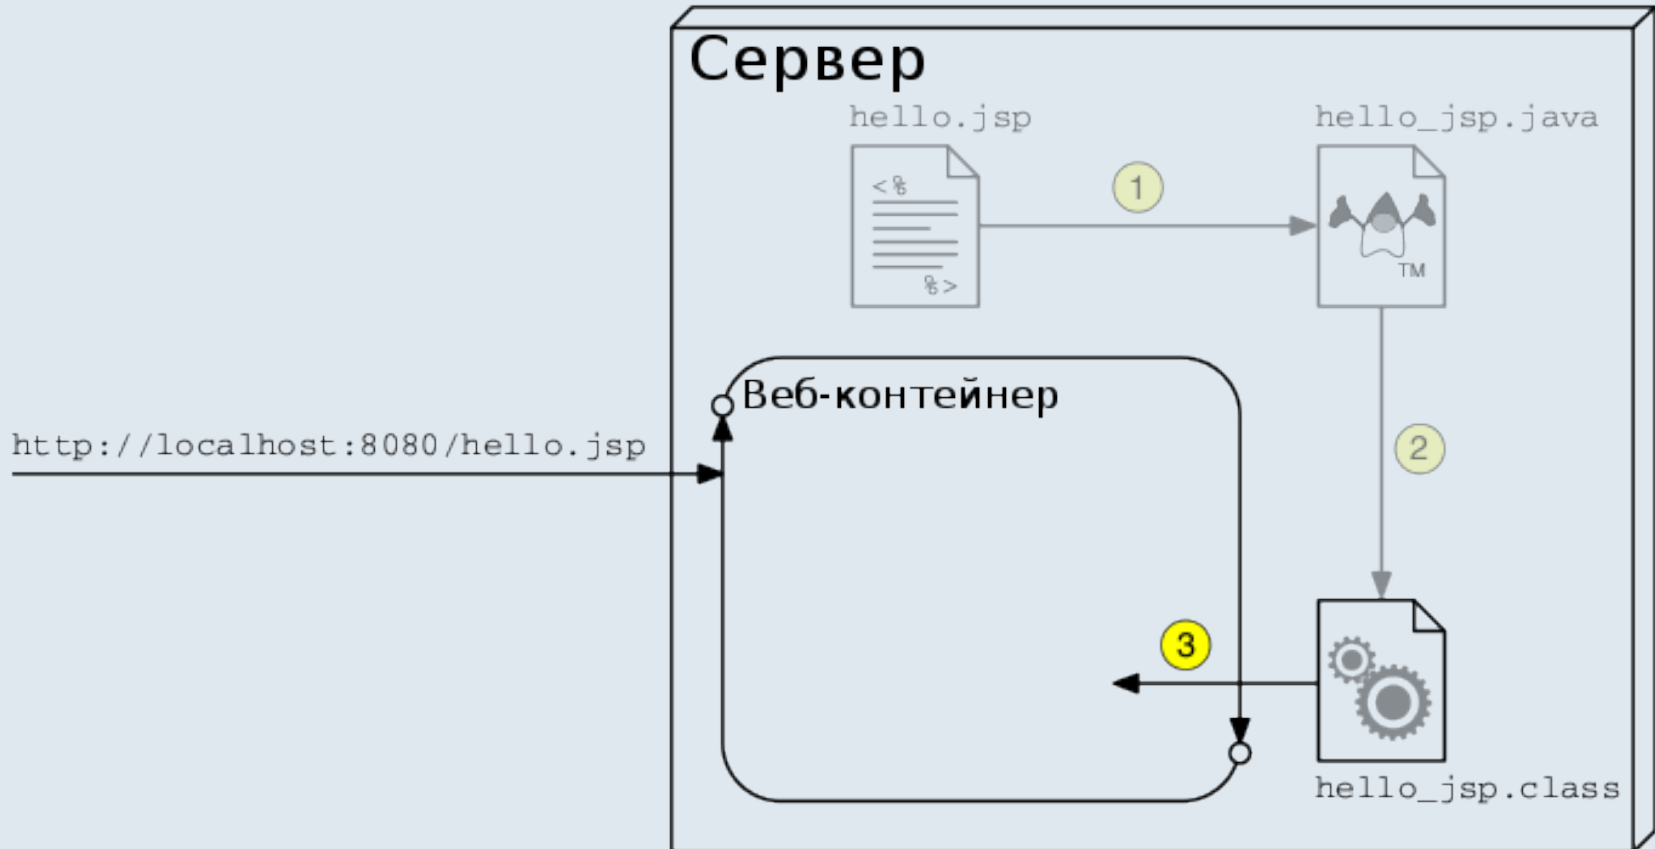 Сервер
hello.jsp
hello_jsp.java
<%
1
%>
TM
Веб-контейнер
http://localhost:8080/hello.jsp
2
3
hello_jsp.class